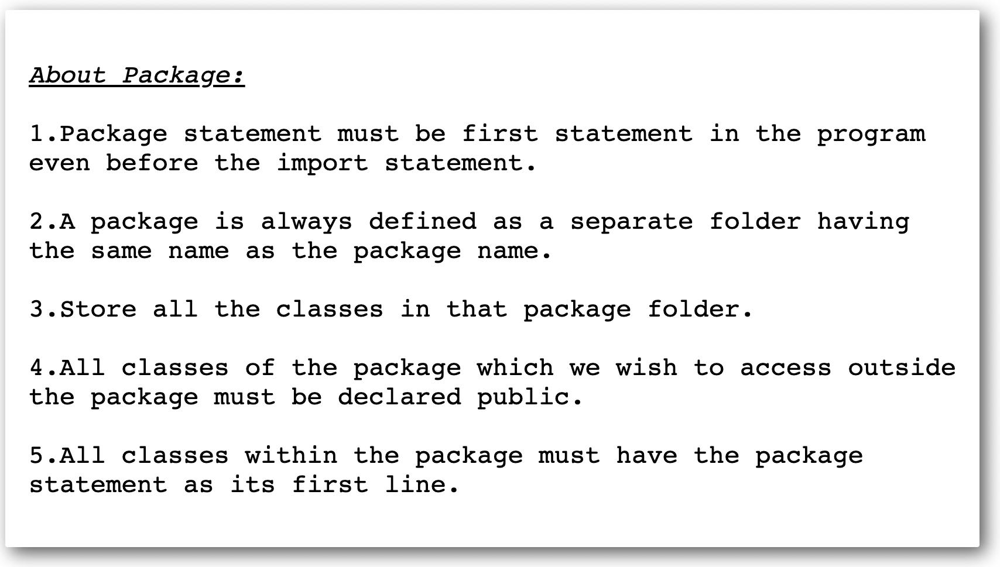 About Package:
1.Package statement must be first statement in the program
even before the import statement.
2.A package is always defined as a separate folder having
the same name as the package name.
3.Store all the classes in that package folder.
4.All classes of the package which we wish to access outside
the package must be declared public.
5.All classes within the package must have the package
statement as its first line.